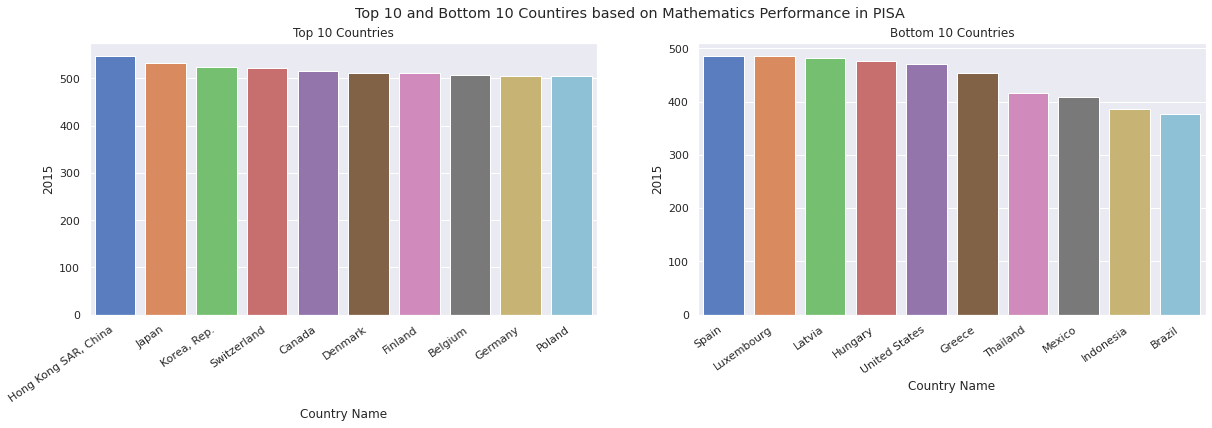 Top 10 and Bottom 10 Countires based on Mathematics Performance in PISA
Top 10 Countries
2015
500
400
300
200
100
0
Hong Kong SAR, China
Japan
Korea, Rep.
Switzerland
Canada
Denmark
Finland
Belgium
Germany
Poland
Country Name
Bottom 10 Countries
2015
500
400
300
200
100
0
Spain
Luxembourg
Latvia
Hungary
United States
Greece
Thailand
Mexico
Indonesia
Brazil
Country Name